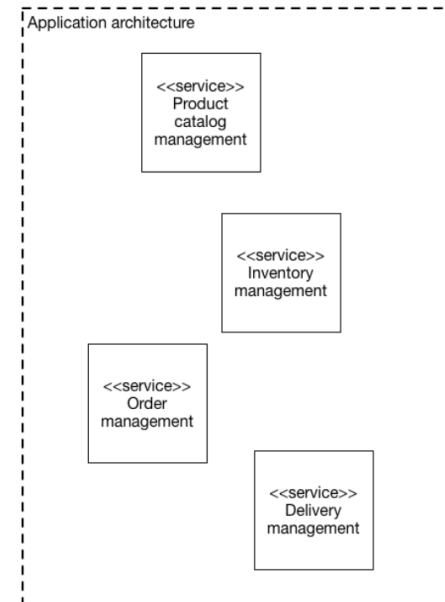 Application architecture
<<service>>
Product
catalog
management
<<service>>
Inventory
management
<<service>>
Order
management
<<service>>
Delivery
management